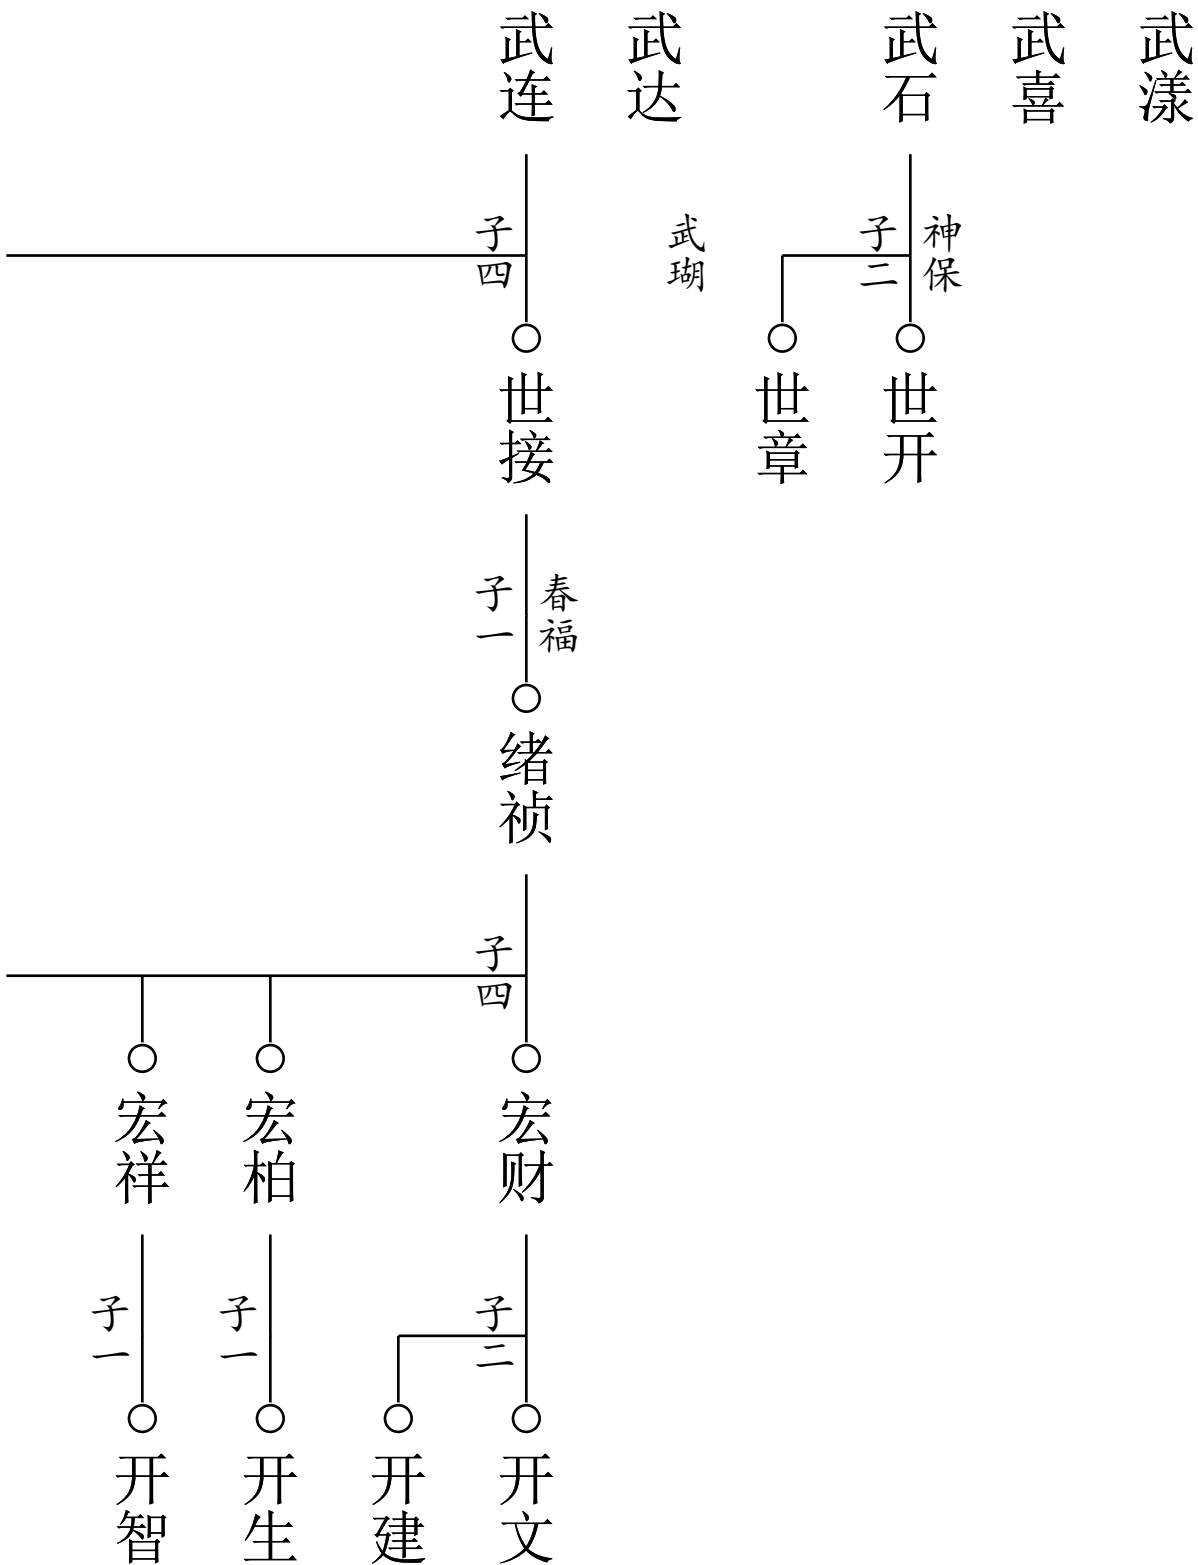 武漾
武喜
武石
武达
武连
神保
子二
武瑚
子四
世开
世章
世接
春福
子一
绪祯
子四
宏财
宏柏
宏祥
子二
子一
子一
开文
开建
开生
开智